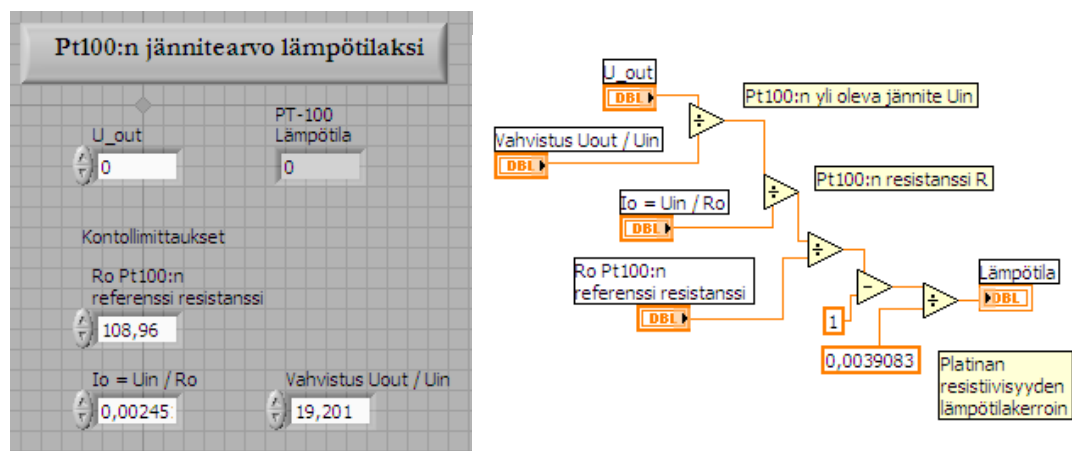 Pt100:n jännitearvo lämpötilaksi
U_out
0
PT-100
Lämpötila
0
Kontollimittaukset
Ro Pt100:n
referenssi resistanssi
108,96
Io = Uin / Ro
0,00245
Vahvistus Uout / Uin
19,201
U_out
DBL
Pt100:n yli oleva jännite Uin
Vahvistus Uout / Uin
DBL
Pt100:n resistanssi R
Io = Uin / Ro
DBL
Ro Pt100:n
referenssi resistanssi
DBL
Lämpötila
DBL
1
0,0039083
Platinan
resistiivisyyden
lämpötilakerroin